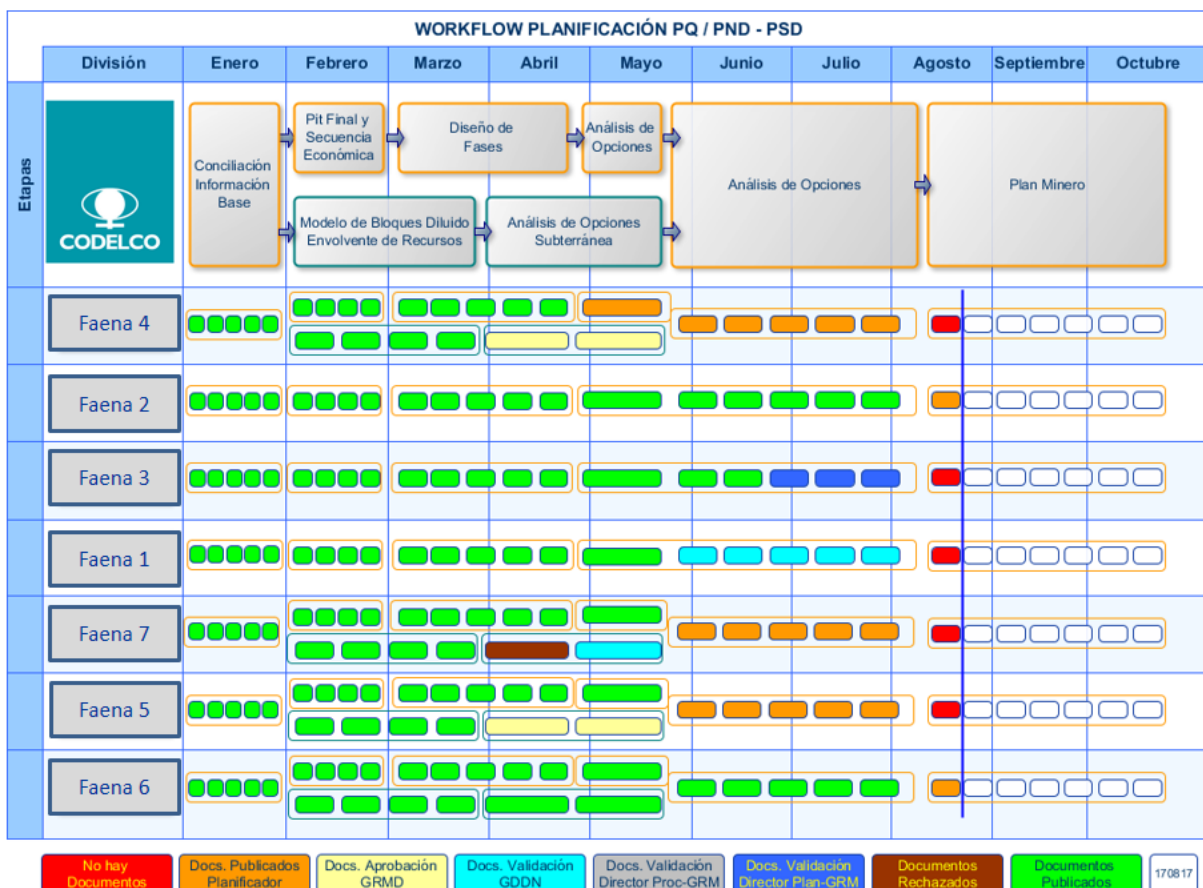 WORKFLOW PLANIFICACIÓN PQ / PND - PSD
División Enero Febrero Marzo Abril Mayo Junio Julio Agosto Septiembre Octubre
Etapas
CODELCO
Conciliación
Información
Base
Pit Final y
Secuencia
Económica
Diseño de
Fases
Análisis de
Opciones
Modelo de Bloques Diluido
Envolvente de Recursos
Análisis de Opciones
Subterránea
Análisis de Opciones
Plan Minero
Faena 4
Faena 2
Faena 3
Faena 1
Faena 7
Faena 5
Faena 6
No hay
Documentos
Docs. Publicados
Planificador
Docs. Aprobación
GRMD
Docs. Validación
GDDN
Docs. Validación
Director Proc-GRM
Docs. Validación
Director Plan-GRM
Documentos
Rechazados
Documentos
Publicados
170817